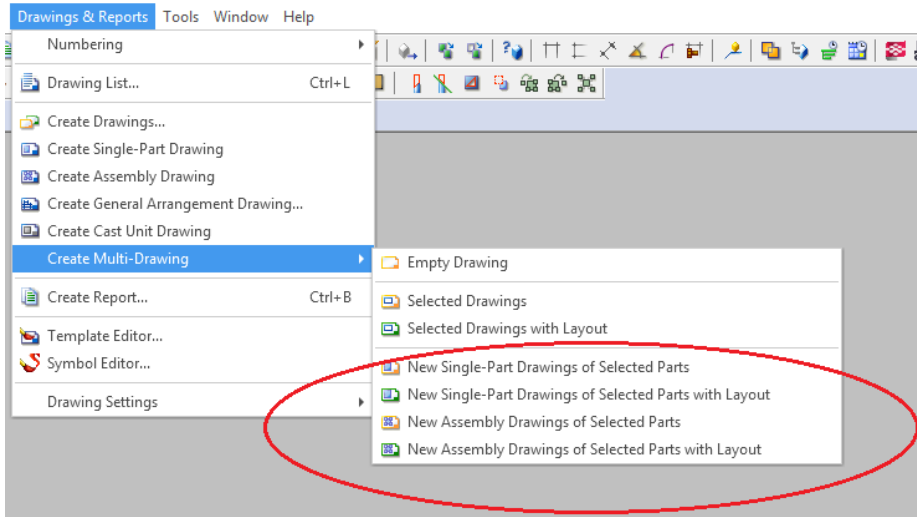 Drawings & Reports Tools Window Help
Numbering
Drawing List... Ctrl+L
Create Drawings...
Create Single-Part Drawing
Create Assembly Drawing
Create General Arrangement Drawing...
Create Cast Unit Drawing
Create Multi-Drawing
Create Report... Ctrl+B
Template Editor...
Symbol Editor...
Drawing Settings
Empty Drawing
Selected Drawings
Selected Drawings with Layout
New Single-Part Drawings of Selected Parts
New Single-Part Drawings of Selected Parts with Layout
New Assembly Drawings of Selected Parts
New Assembly Drawings of Selected Parts with Layout